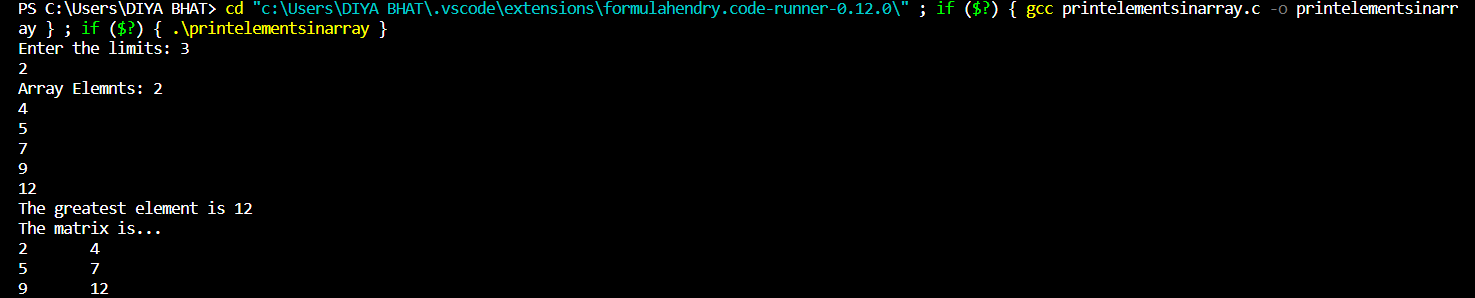 PS C:\Users\DIYA BHAT> cd "c:\Users\DIYA BHAT\.vscode\extensions\formulahendry.code-runner-0.12.0\" ; if ($?) { gcc printelementsinarray.c -o printelementsinarr
ay } ; if ($?) { .\printelementsinarray }
Enter the limits: 3
2
Array Elemnts: 2
4
5
7
9
12
The greatest element is 12
The matrix is...
2 4
5 7
9 12